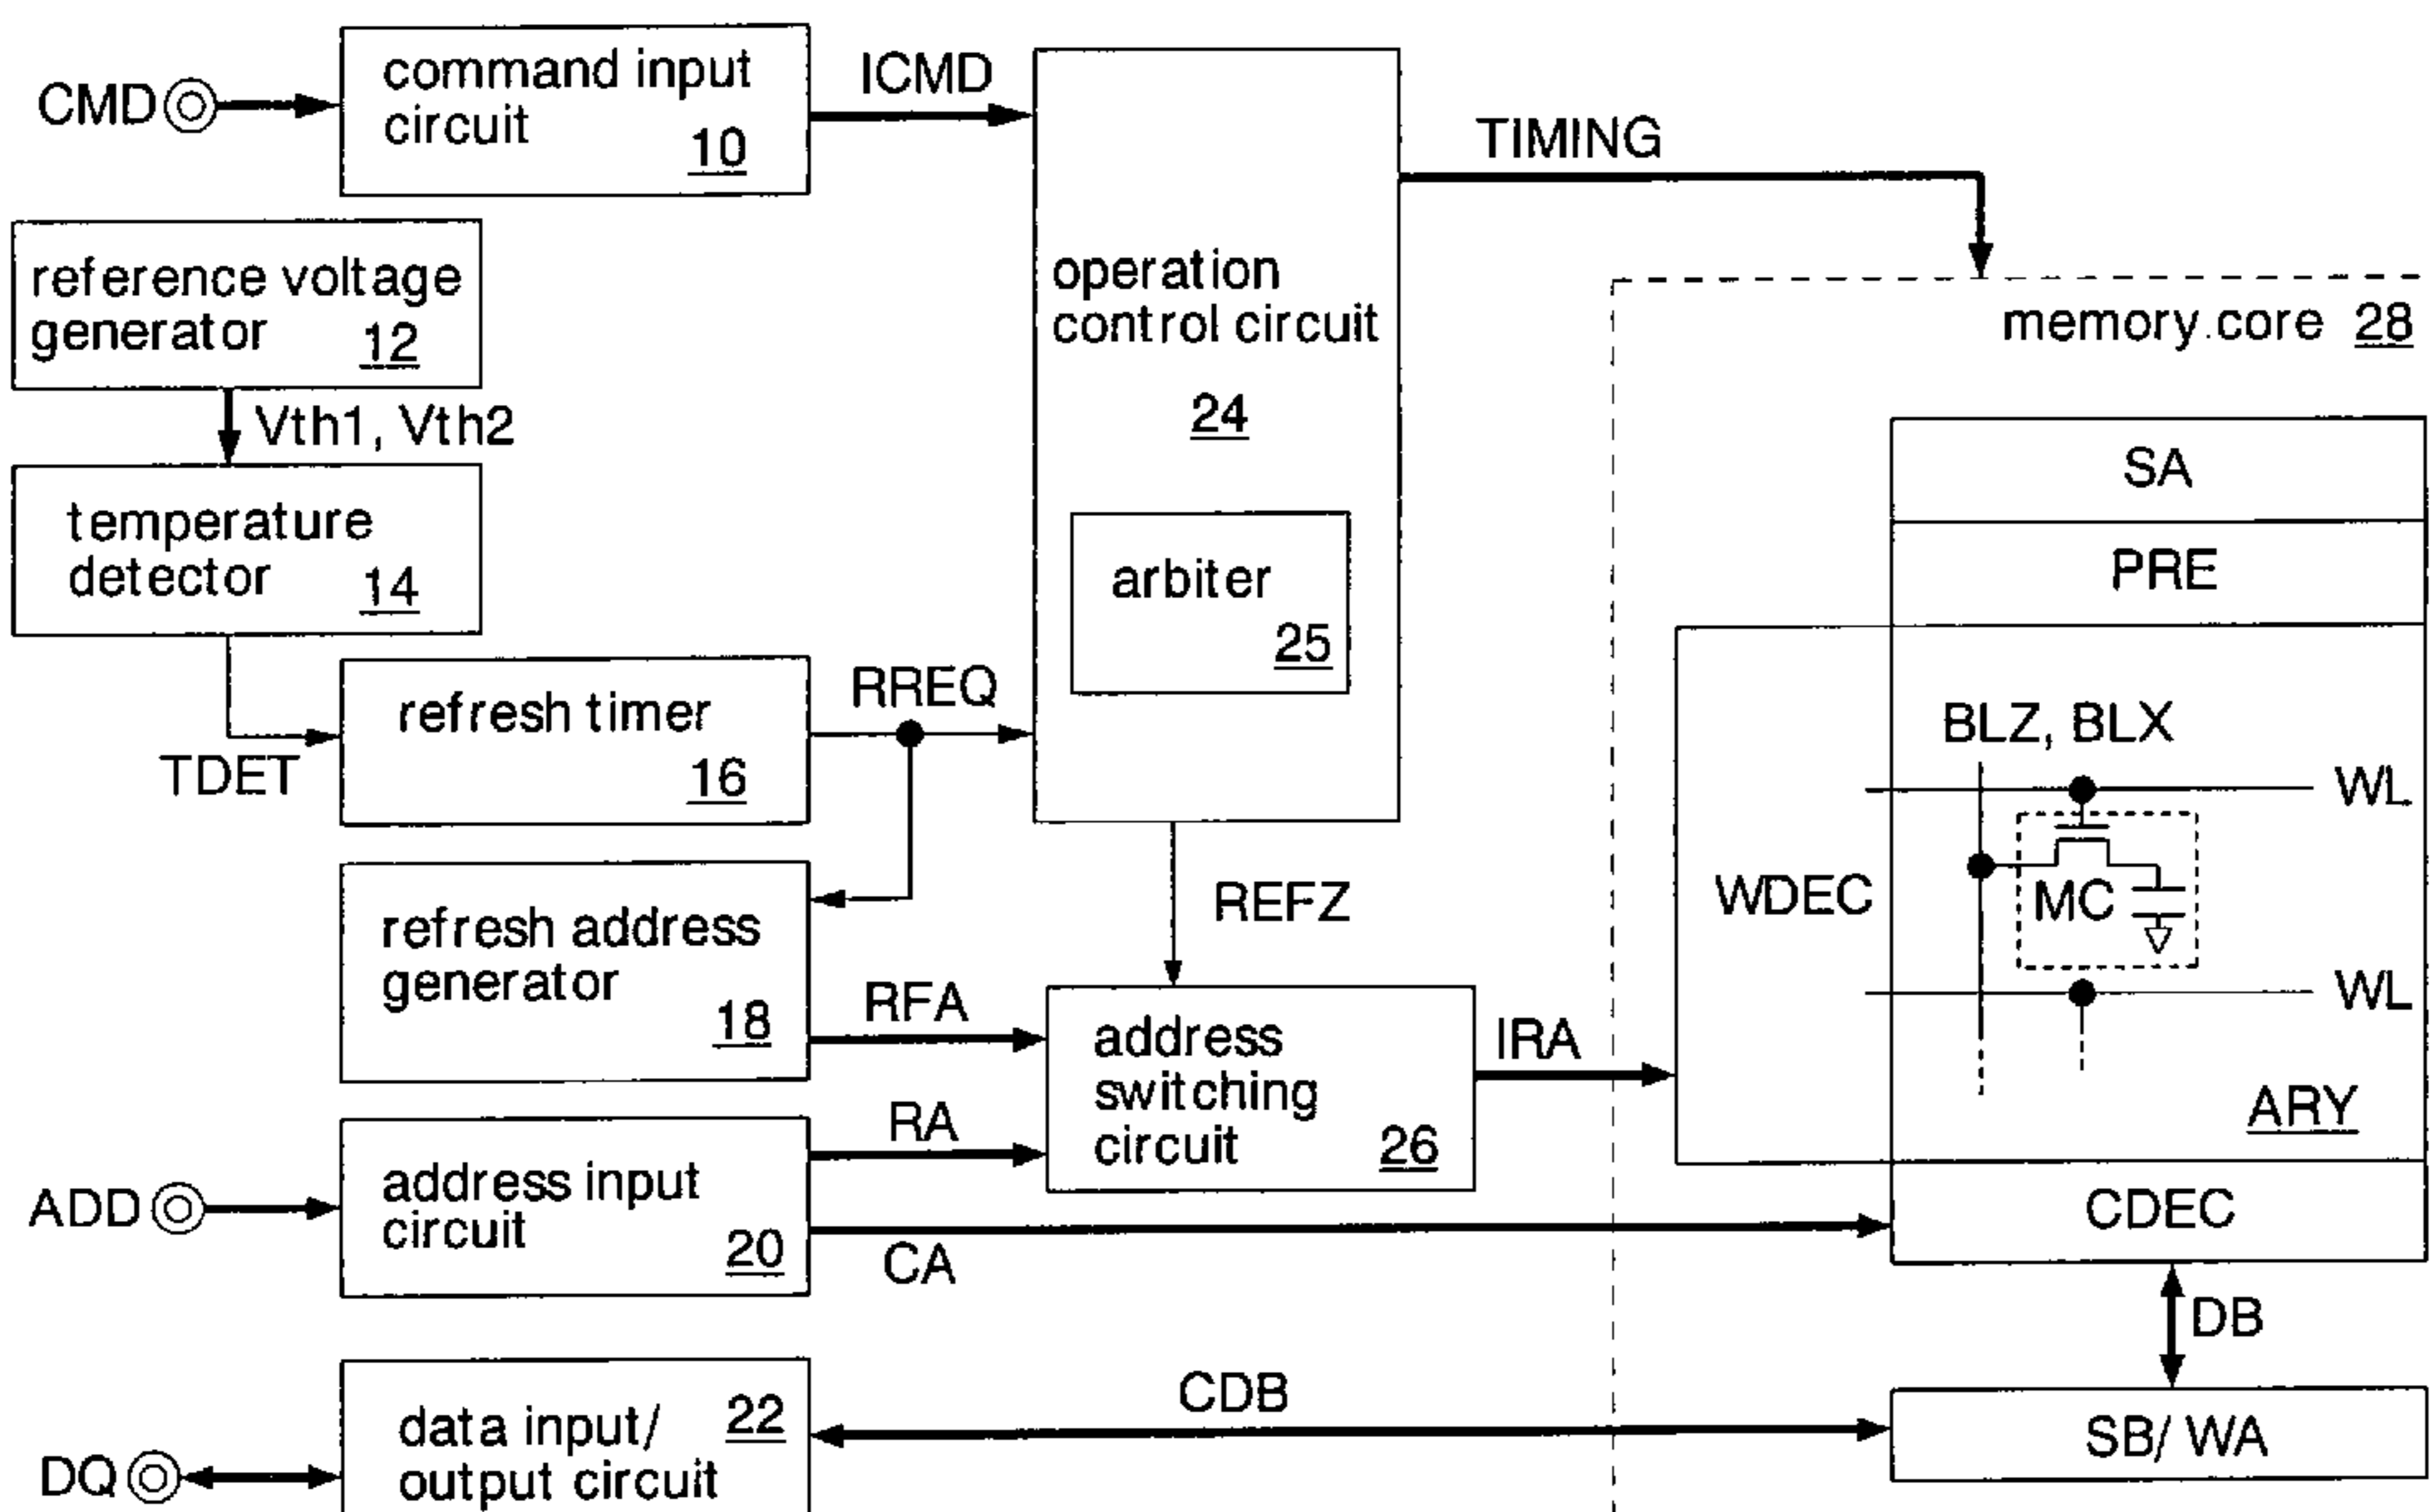 CMD
command input
circuit
10
ICMD
TIMING
reference voltage
generator
12
Vth1, Vth2
temperature
detector
14
TDET
refresh timer
16
RREQ
operation
control circuit
24
arbiter
25
REFZ
refresh address
generator
18
RFA
ADD
address input
circuit
20
RA
CA
address
switching
circuit
26
IRA
DQ
data input/
output circuit
22
CDB
memory.core 28
SA
PRE
WDEC
BLZ, BLX
WL
MC
WL
ARY
CDEC
DB
SB/ WA